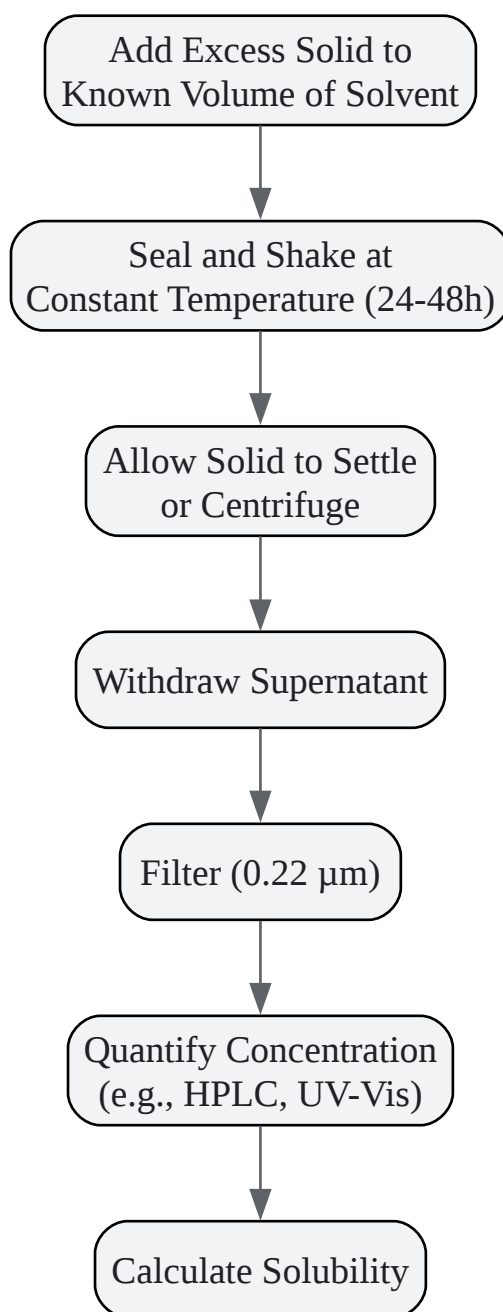 Add Excess Solid to
Known Volume of Solvent
Seal and Shake at
Constant Temperature (24-48h)
Allow Solid to Settle
or Centrifuge
Withdraw Supernatant
Filter (0.22 µm)
Quantify Concentration
(e.g., HPLC, UV-Vis)
Calculate Solubility